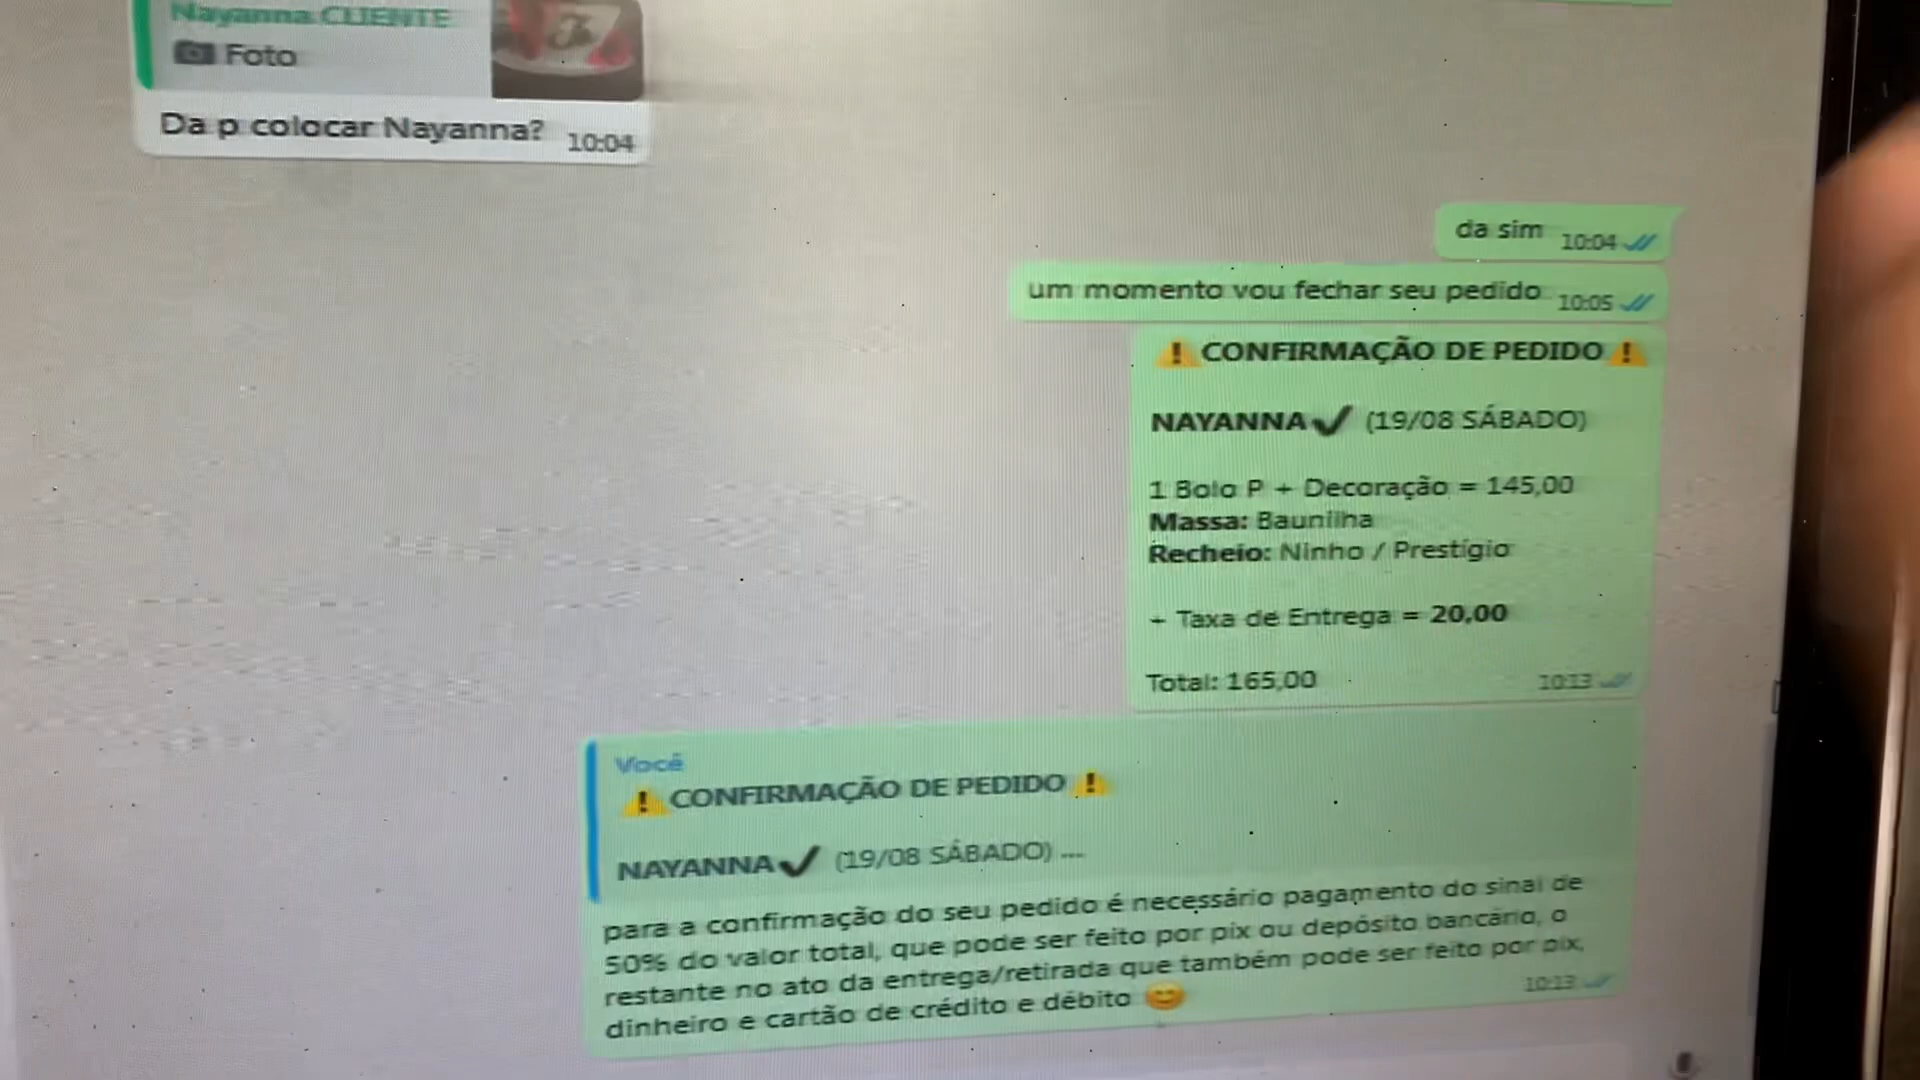 Nayanna CLIENTE
Foto
Da p colocar Nayanna? 10:04
da sim 10:04
um momento vou fechar seu pedido 10:05
⚠️ CONFIRMAÇÃO DE PEDIDO ⚠️
NAYANNA✔️ (19/08 SÁBADO)
1 Bolo P + Decoração = 145,00
Massa: Baunilha
Recheio: Ninho / Prestígio
+ Taxa de Entrega = 20,00
Total: 165,00 10:13
Você
⚠️ CONFIRMAÇÃO DE PEDIDO ⚠️
NAYANNA✔️ (19/08 SÁBADO) ...
para a confirmação do seu pedido é necessário pagamento do sinal de
50% do valor total, que pode ser feito por pix ou depósito bancário, o
restante no ato da entrega/retirada que também pode ser feito por pix,
dinheiro e cartão de crédito e débito 😊 10:13